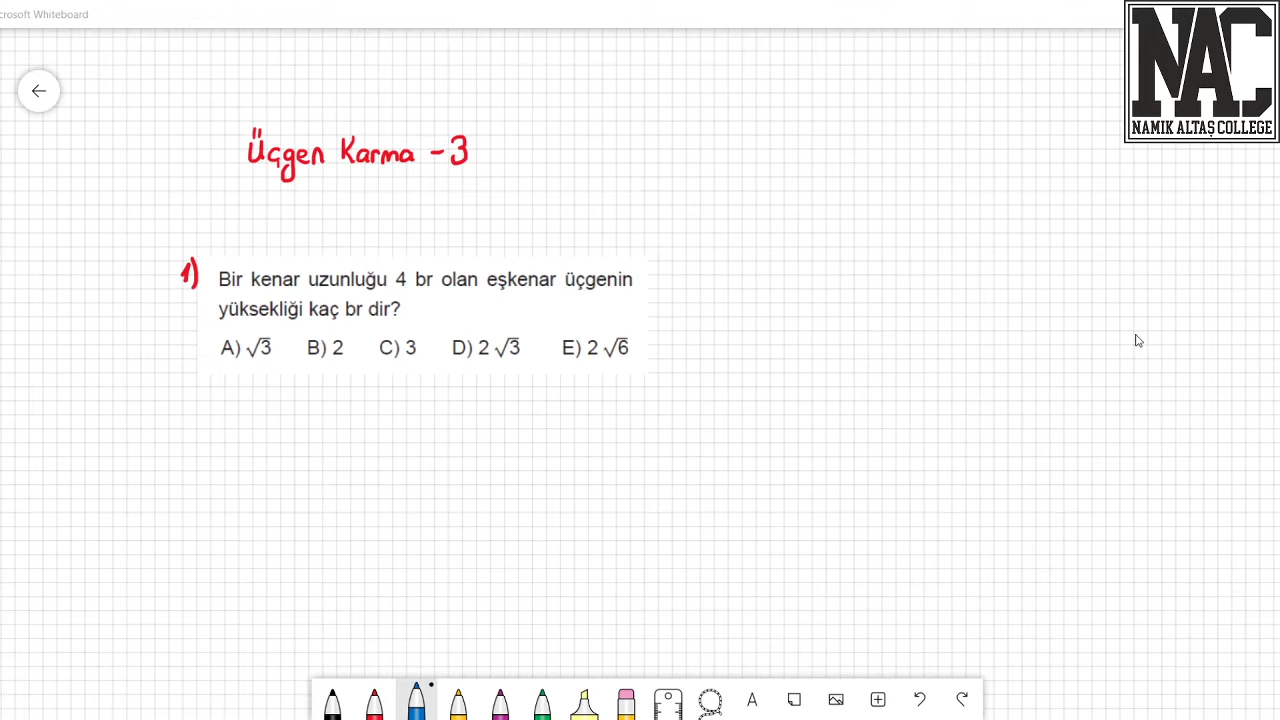 crosoft Whiteboard
NAC
NAMIK ALTAŞ COLLEGE
Üçgen Karma - 3
1) Bir kenar uzunluğu 4 br olan eşkenar üçgenin
yüksekliği kaç br dir?
A) √3 B) 2 C) 3 D) 2 √3 E) 2 √6
A